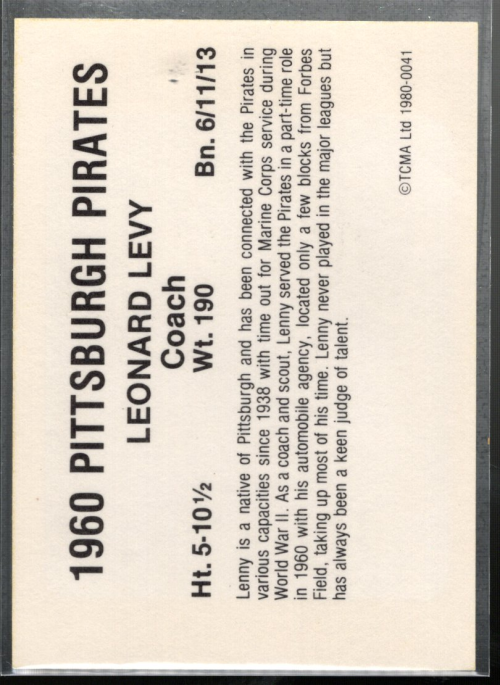 1960 PITTSBURGH PIRATES
LEONARD LEVY
Coach
Ht. 5-10½ Wt. 190 Bn. 6/11/13
Lenny is a native of Pittsburgh and has been connected with the Pirates in
various capacities since 1938 with time out for Marine Corps service during
World War II. As a coach and scout, Lenny served the Pirates in a part-time role
in 1960 with his automobile agency, located only a few blocks from Forbes
Field, taking up most of his time. Lenny never played in the major leagues but
has always been a keen judge of talent.
©TCMA Ltd 1980-0041